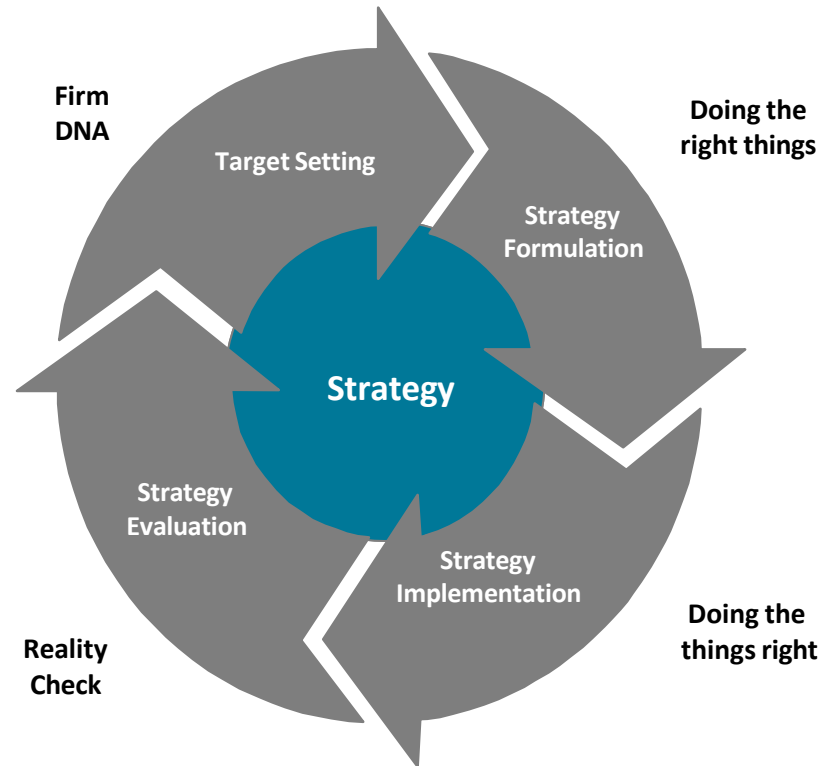 Firm
DNA
Target Setting
Doing the
right things
Strategy
Formulation
Strategy
Strategy
Evaluation
Strategy
Implementation
Reality
Check
Doing the
things right